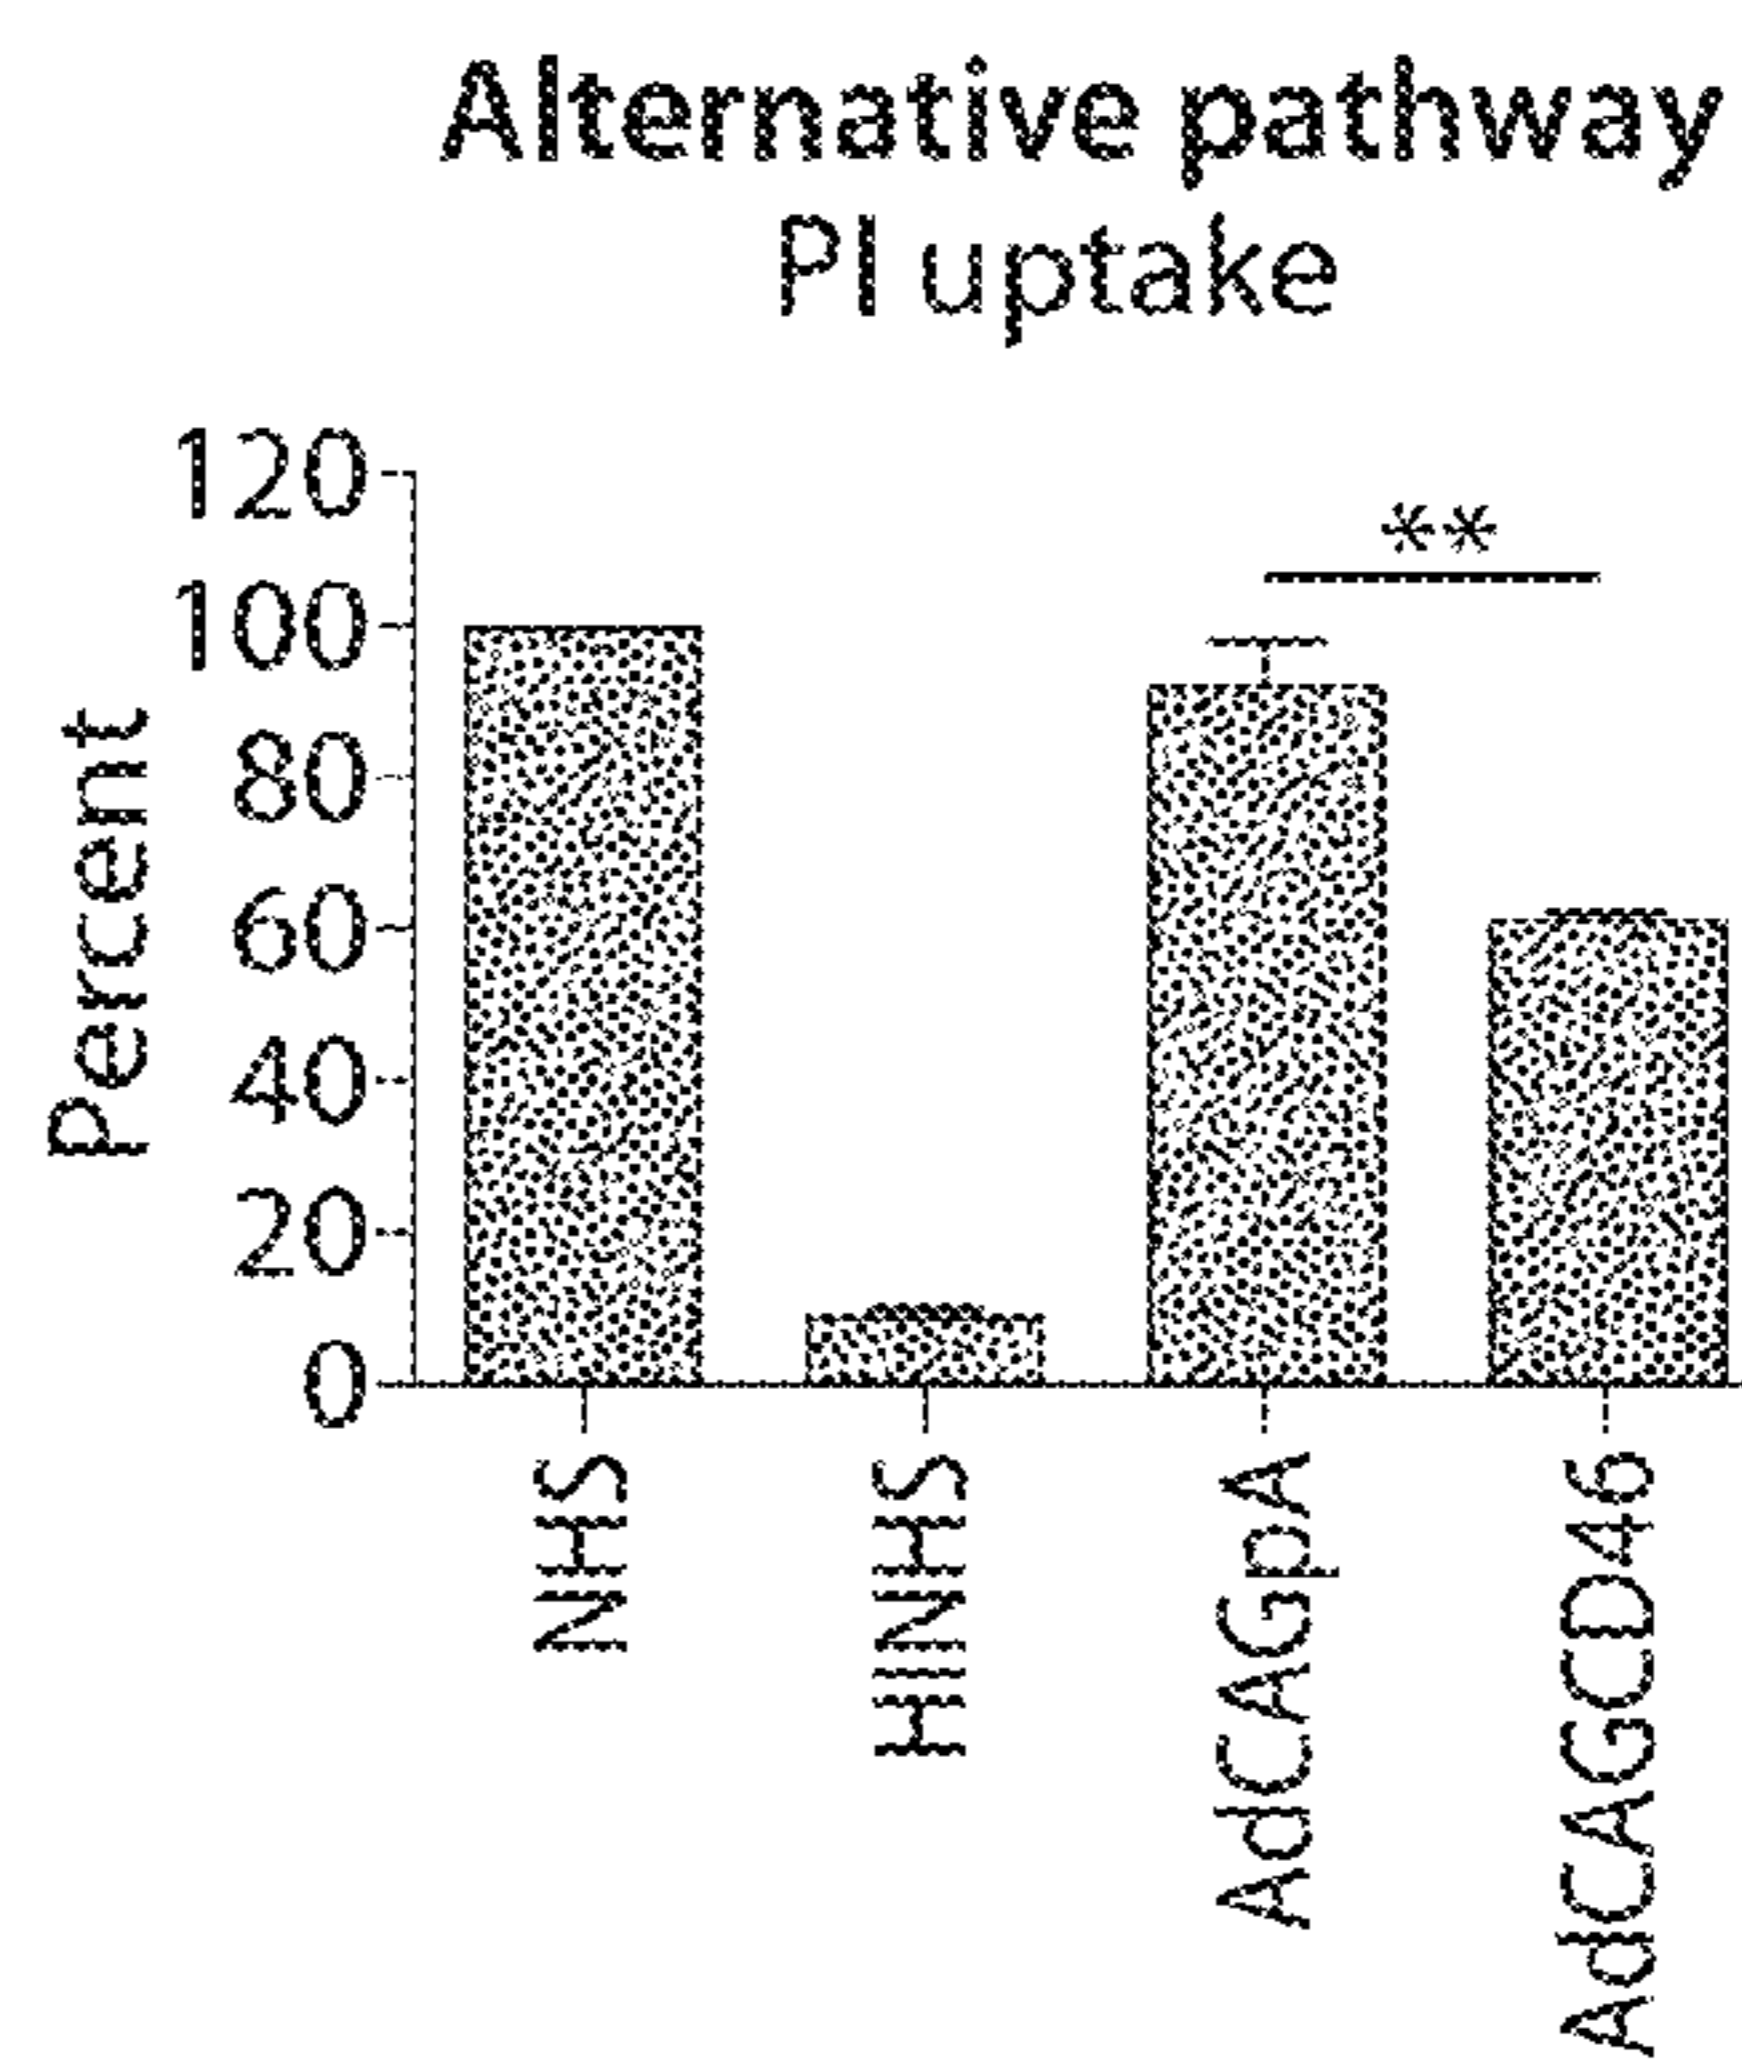 Alternative pathway
PI uptake
Percent
120
100
80
60
40
20
0
**
NHS
HINHS
AdCAGpA
AdCAGCD46